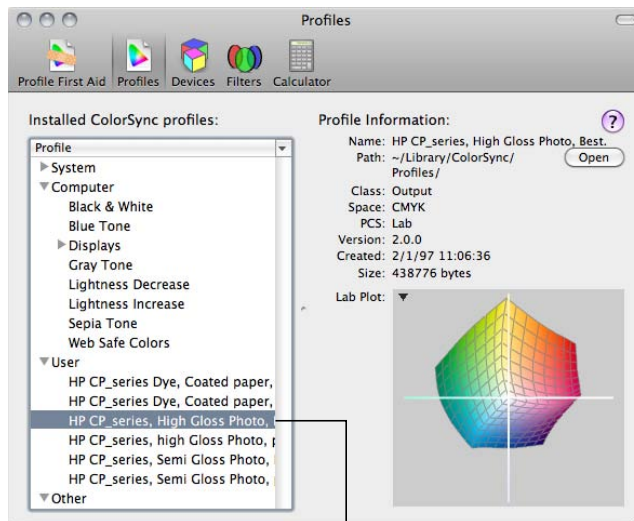 Profiles
Profile First Aid Profiles Devices Filters Calculator
Installed ColorSync profiles:
Profile
System
Computer
Black & White
Blue Tone
Displays
Gray Tone
Lightness Decrease
Lightness Increase
Sepia Tone
Web Safe Colors
User
HP CP_series Dye, Coated paper,
HP CP_series Dye, Coated paper,
HP CP_series, High Gloss Photo,
HP CP_series, high Gloss Photo,
HP CP_series, Semi Gloss Photo,
HP CP_series, Semi Gloss Photo,
Other
Profile Information:
?
Name: HP CP_series, High Gloss Photo, Best.
Path: ~/Library/ColorSync/
Profiles/
Open
Class: Output
Space: CMYK
PCS: Lab
Version: 2.0.0
Created: 2/1/97 11:06:36
Size: 438776 bytes
Lab Plot: